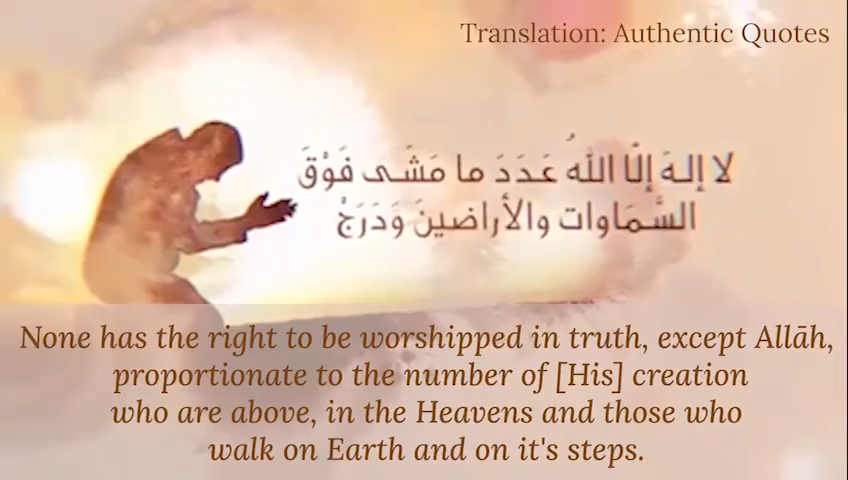 Translation: Authentic Quotes
لا إلهَ إلّا اللهُ عَدَدَ ما مَشَى فَوْقَ
السَّمَاوات والأراضينَ وَدَرَجْ
None has the right to be worshipped in truth, except Allāh,
proportionate to the number of [His] creation
who are above, in the Heavens and those who
walk on Earth and on it's steps.